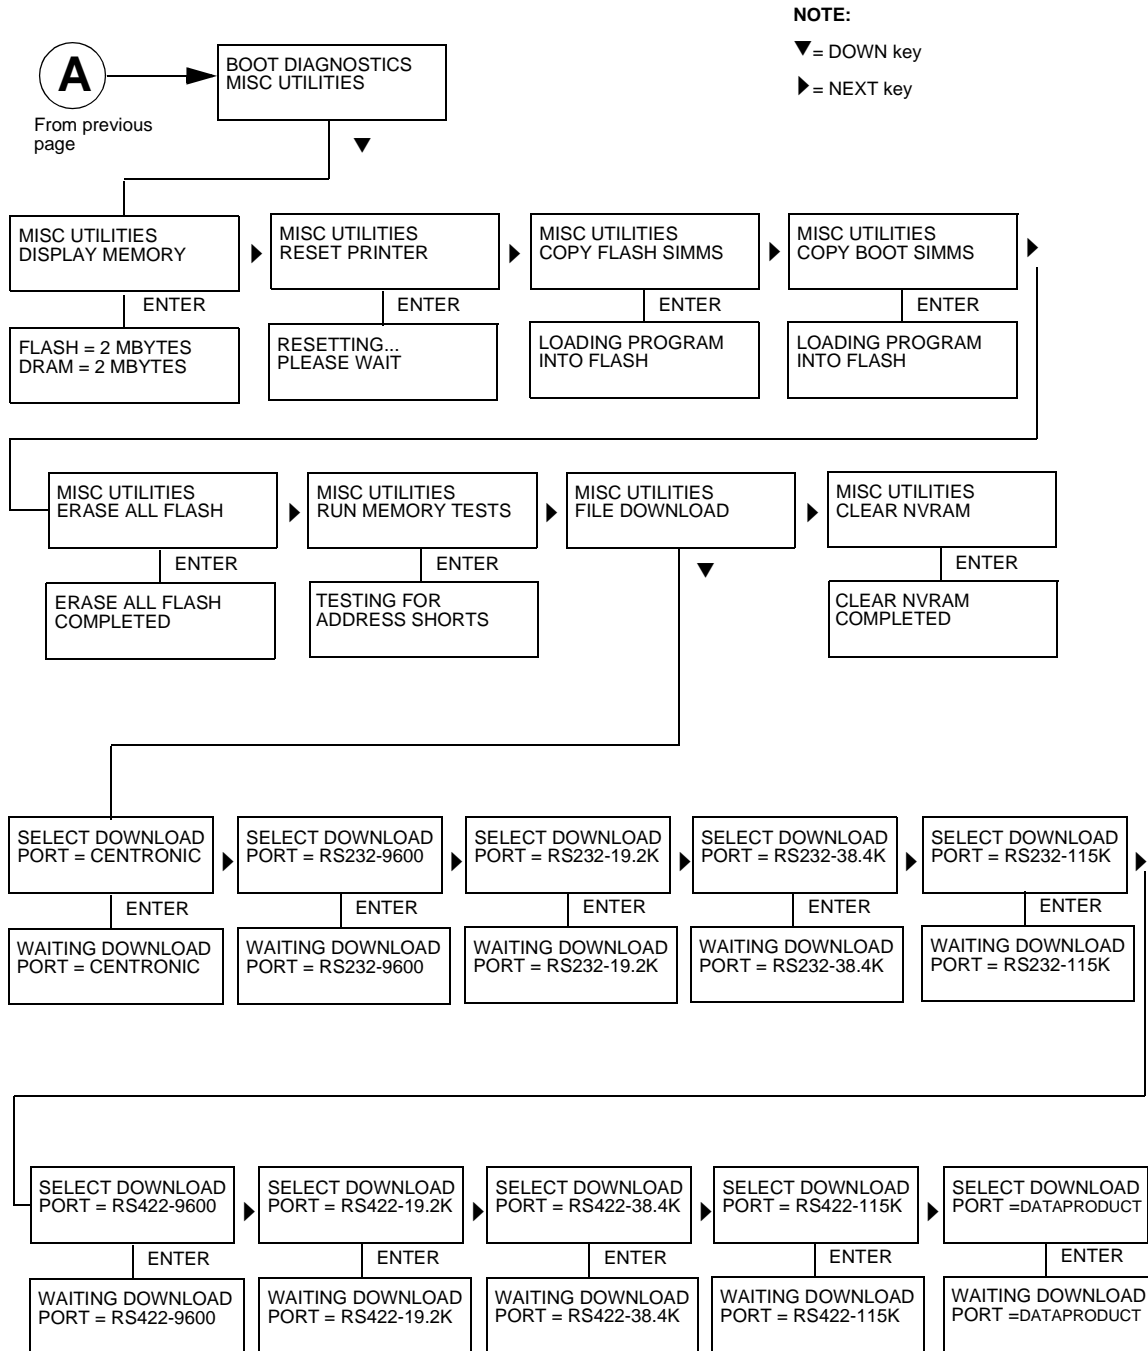 NOTE:
▼= DOWN key
▶= NEXT key
A
From previous
page
BOOT DIAGNOSTICS
MISC UTILITIES
▼
MISC UTILITIES
DISPLAY MEMORY
▶
MISC UTILITIES
RESET PRINTER
▶
MISC UTILITIES
COPY FLASH SIMMS
▶
MISC UTILITIES
COPY BOOT SIMMS
▶
ENTER
ENTER
ENTER
ENTER
FLASH = 2 MBYTES
DRAM = 2 MBYTES
RESETTING...
PLEASE WAIT
LOADING PROGRAM
INTO FLASH
LOADING PROGRAM
INTO FLASH
MISC UTILITIES
ERASE ALL FLASH
▶
MISC UTILITIES
RUN MEMORY TESTS
▶
MISC UTILITIES
FILE DOWNLOAD
▶
MISC UTILITIES
CLEAR NVRAM
ENTER
ENTER
▼
ENTER
ERASE ALL FLASH
COMPLETED
TESTING FOR
ADDRESS SHORTS
CLEAR NVRAM
COMPLETED
SELECT DOWNLOAD
PORT = CENTRONIC
▶
SELECT DOWNLOAD
PORT = RS232-9600
▶
SELECT DOWNLOAD
PORT = RS232-19.2K
▶
SELECT DOWNLOAD
PORT = RS232-38.4K
▶
SELECT DOWNLOAD
PORT = RS232-115K
▶
ENTER
ENTER
ENTER
ENTER
ENTER
WAITING DOWNLOAD
PORT = CENTRONIC
WAITING DOWNLOAD
PORT = RS232-9600
WAITING DOWNLOAD
PORT = RS232-19.2K
WAITING DOWNLOAD
PORT = RS232-38.4K
WAITING DOWNLOAD
PORT = RS232-115K
SELECT DOWNLOAD
PORT = RS422-9600
▶
SELECT DOWNLOAD
PORT = RS422-19.2K
▶
SELECT DOWNLOAD
PORT = RS422-38.4K
▶
SELECT DOWNLOAD
PORT = RS422-115K
▶
SELECT DOWNLOAD
PORT =DATAPRODUCT
ENTER
ENTER
ENTER
ENTER
ENTER
WAITING DOWNLOAD
PORT = RS422-9600
WAITING DOWNLOAD
PORT = RS422-19.2K
WAITING DOWNLOAD
PORT = RS422-38.4K
WAITING DOWNLOAD
PORT = RS422-115K
WAITING DOWNLOAD
PORT =DATAPRODUCT